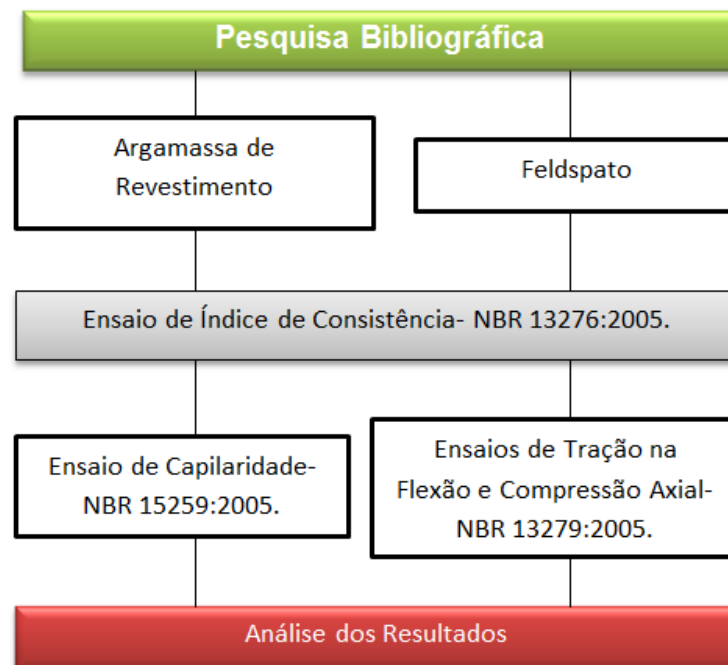 Pesquisa Bibliográfica
Argamassa de
Revestimento
Feldspato
Ensaio de Índice de Consistência- NBR 13276:2005.
Ensaio de Capilaridade-
NBR 15259:2005.
Ensaios de Tração na
Flexão e Compressão Axial-
NBR 13279:2005.
Análise dos Resultados